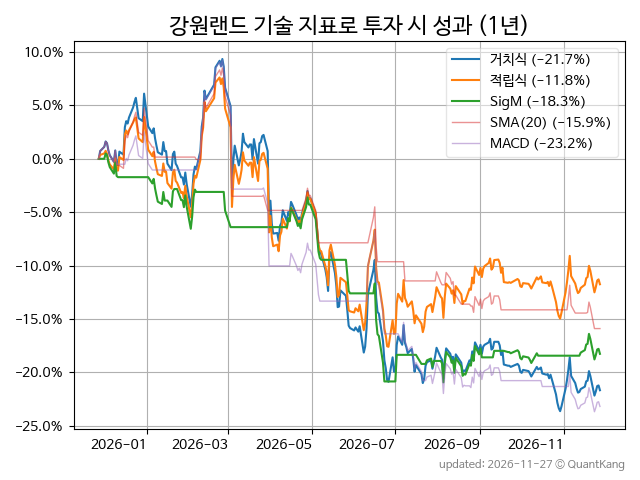 강원랜드 기술 지표로 투자 시 성과 (1년)
10.0%
5.0%
0.0%
−5.0%
−10.0%
−15.0%
−20.0%
−25.0%
거치식 (−21.7%)
적립식 (−11.8%)
SigM (−18.3%)
SMA(20) (−15.9%)
MACD (−23.2%)
2026−01 2026−03 2026−05 2026−07 2026−09 2026−11
updated: 2026−11−27 © QuantKang